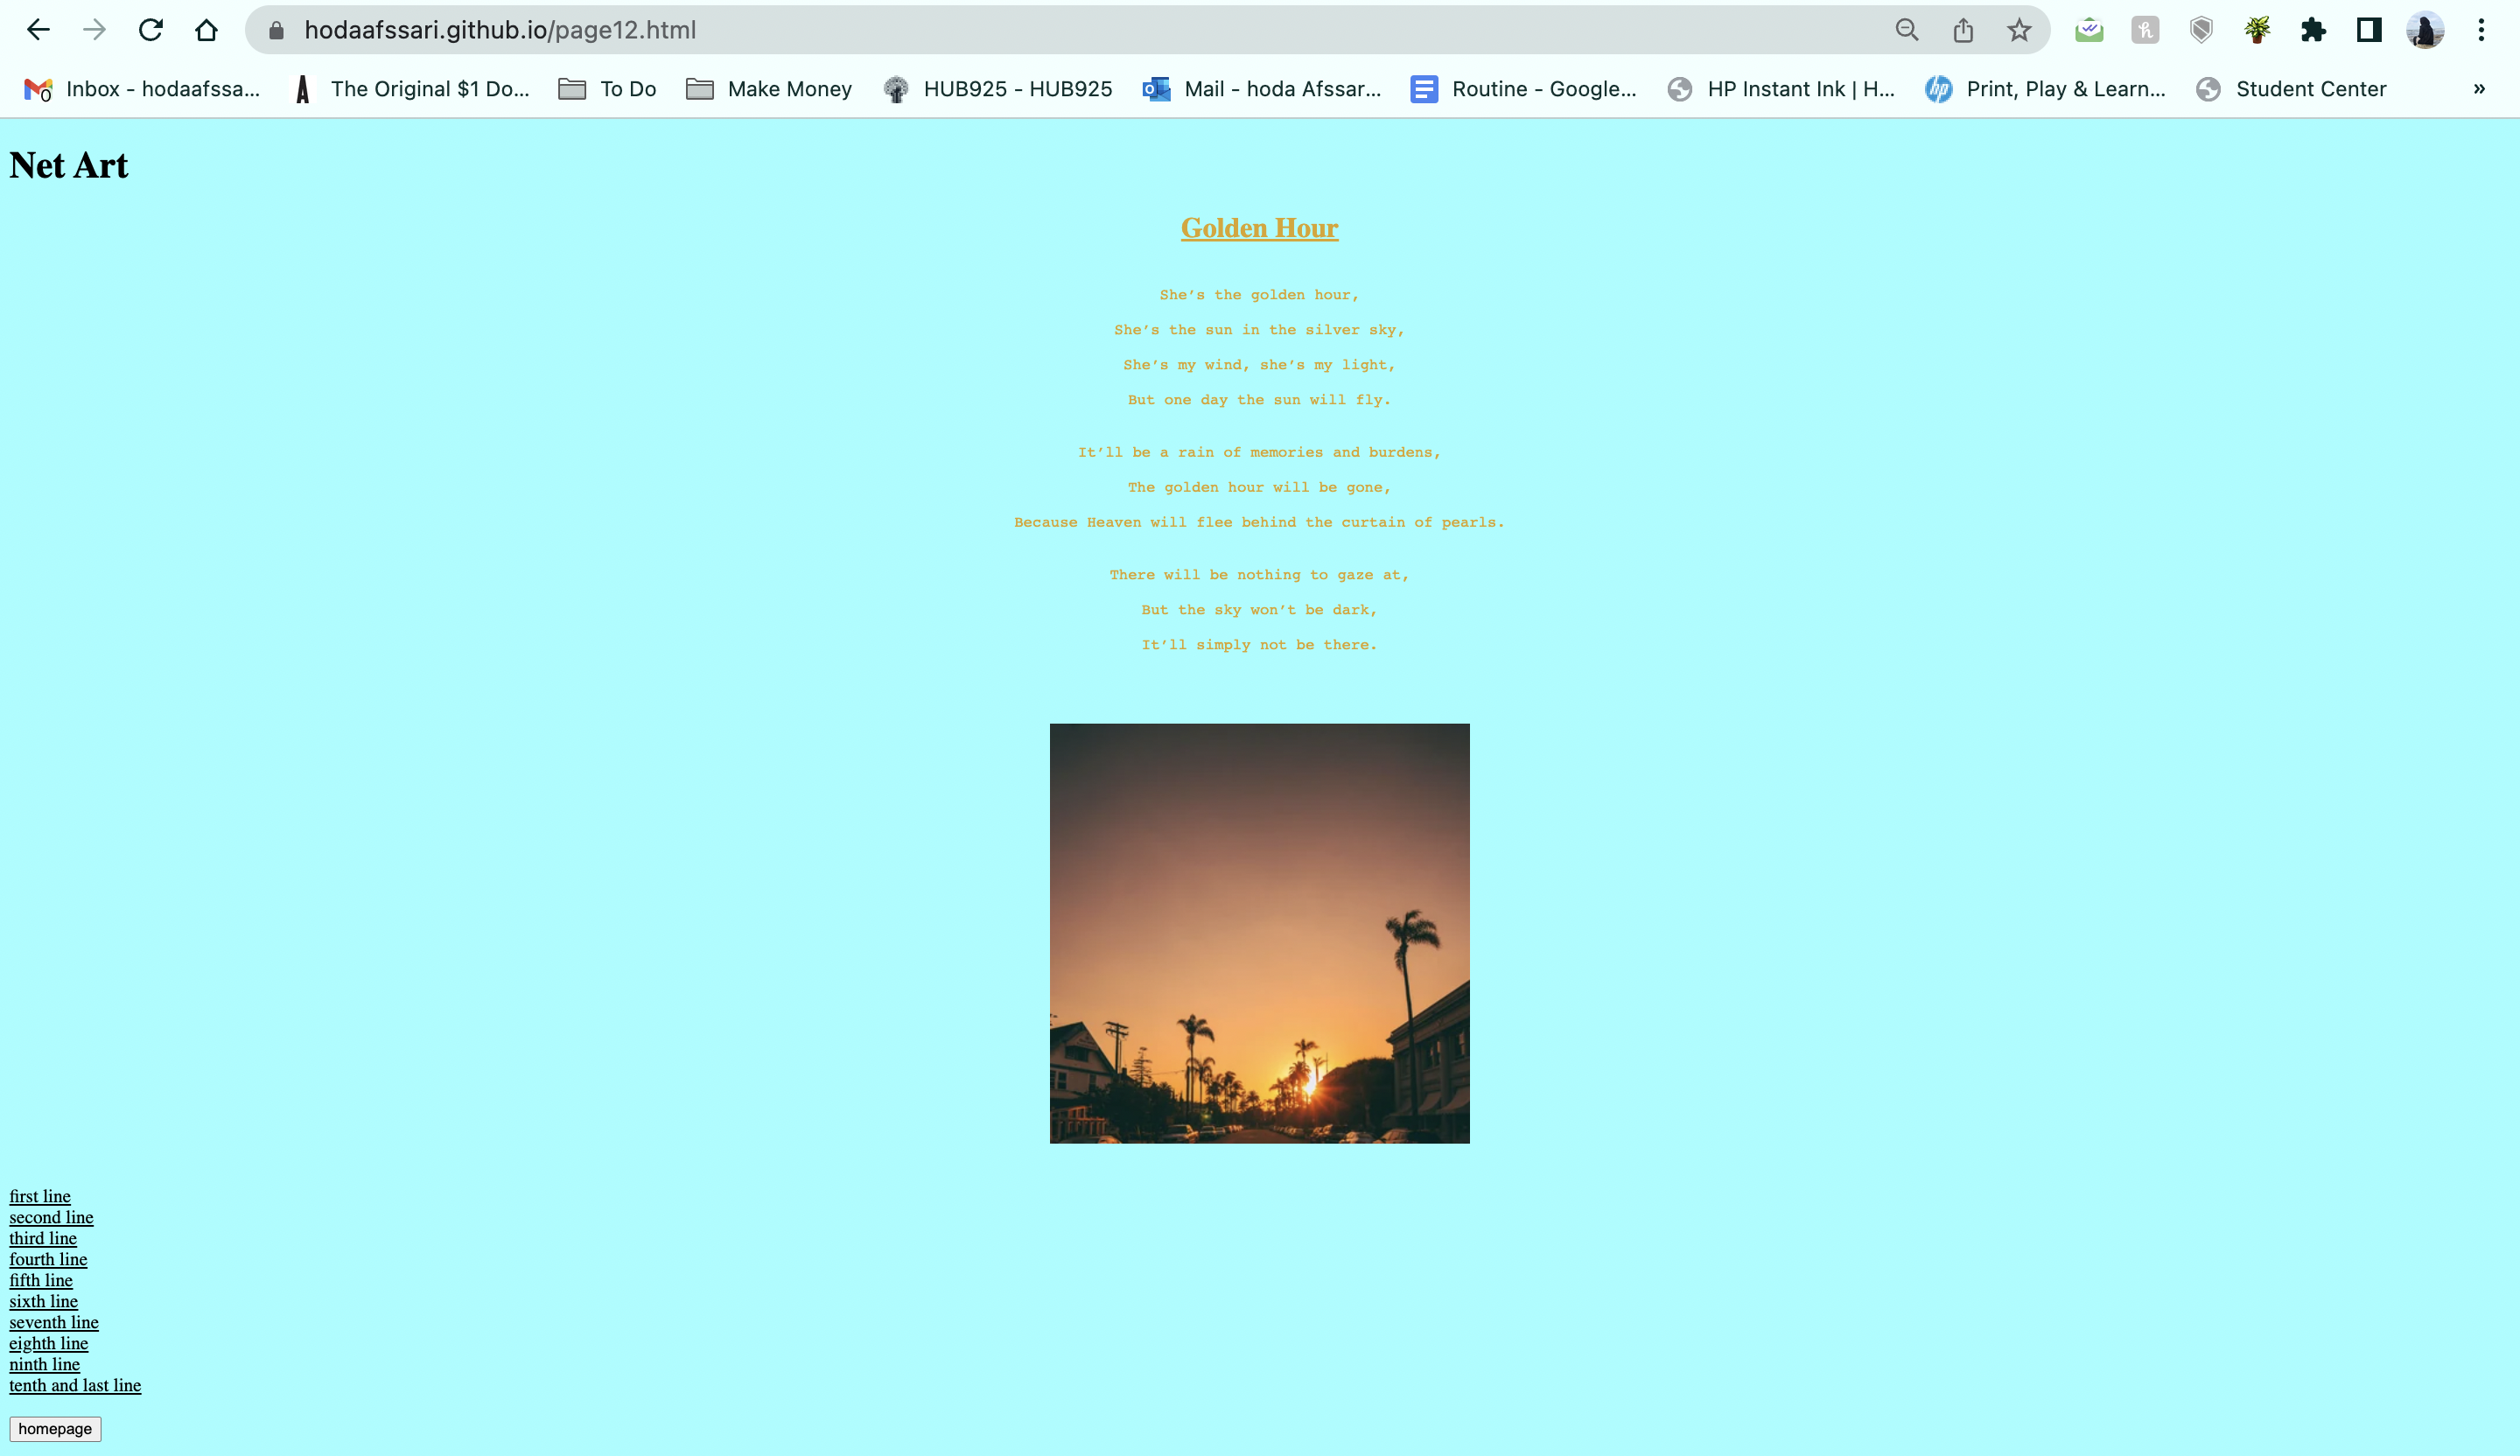 hodaafssari.github.io/page12.html
Inbox - hodaafssa... The Original $1 Do... To Do Make Money HUB925 - HUB925 Mail - hoda Afssar... Routine - Google... HP Instant Ink | H... Print, Play & Learn... Student Center »
Net Art
Golden Hour
She’s the golden hour,
She’s the sun in the silver sky,
She’s my wind, she’s my light,
But one day the sun will fly.
It’ll be a rain of memories and burdens,
The golden hour will be gone,
Because Heaven will flee behind the curtain of pearls.
There will be nothing to gaze at,
But the sky won’t be dark,
It’ll simply not be there.
first line
second line
third line
fourth line
fifth line
sixth line
seventh line
eighth line
ninth line
tenth and last line
homepage